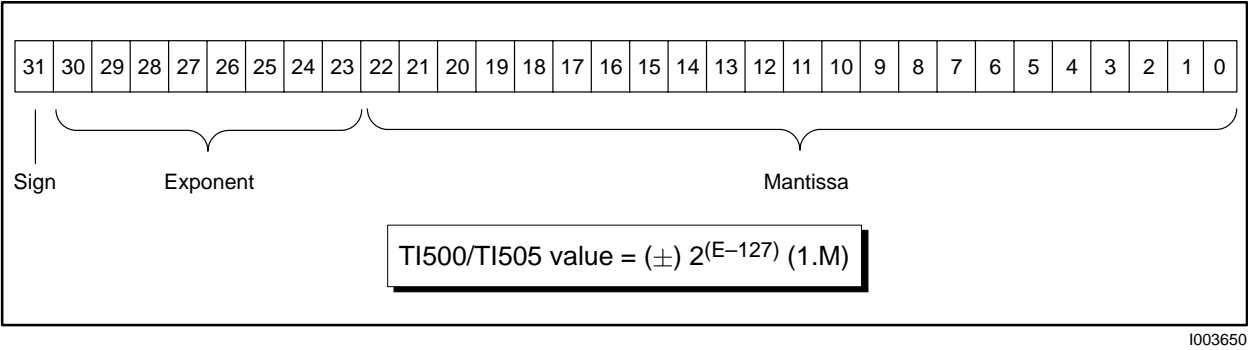 31 30 29 28 27 26 25 24 23 22 21 20 19 18 17 16 15 14 13 12 11 10 9 8 7 6 5 4 3 2 1 0
Sign Exponent Mantissa
TI500/TI505 value = (±) 2^(E–127) (1.M)
I003650